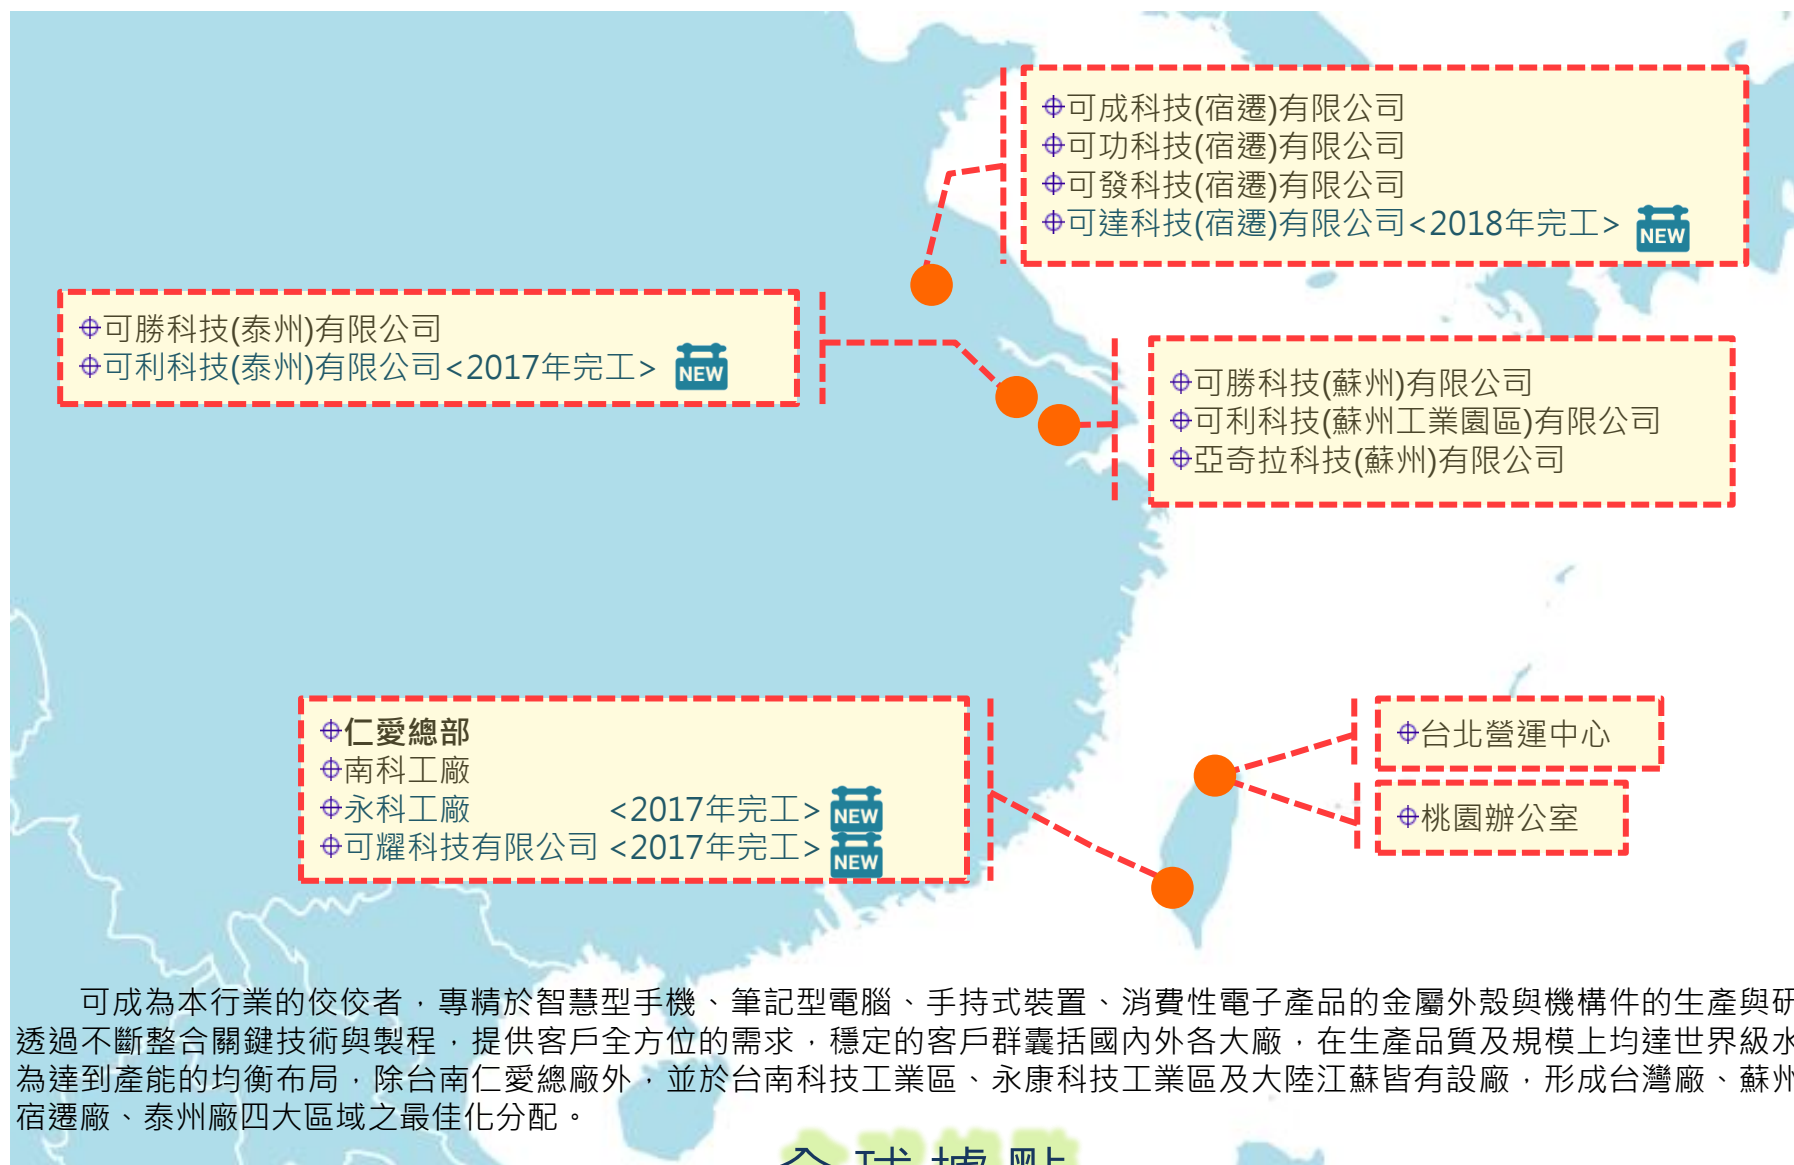 可成科技(宿遷)有限公司
可功科技(宿遷)有限公司
可發科技(宿遷)有限公司
可達科技(宿遷)有限公司<2018年完工> NEW
可勝科技(泰州)有限公司
可利科技(泰州)有限公司<2017年完工> NEW
可勝科技(蘇州)有限公司
可利科技(蘇州工業園區)有限公司
亞奇拉科技(蘇州)有限公司
仁愛總部
南科工廠
永科工廠 <2017年完工> NEW
可耀科技有限公司 <2017年完工> NEW
台北營運中心
桃園辦公室
可成為本行業的佼佼者，專精於智慧型手機、筆記型電腦、手持式裝置、消費性電子產品的金屬外殼與機構件的生產與研
透過不斷整合關鍵技術與製程，提供客戶全方位的需求，穩定的客戶群囊括國內外各大廠，在生產品質及規模上均達世界級水
為達到產能的均衡布局，除台南仁愛總廠外，並於台南科技工業區、永康科技工業區及大陸江蘇皆有設廠，形成台灣廠、蘇州
宿遷廠、泰州廠四大區域之最佳化分配。
全球據點